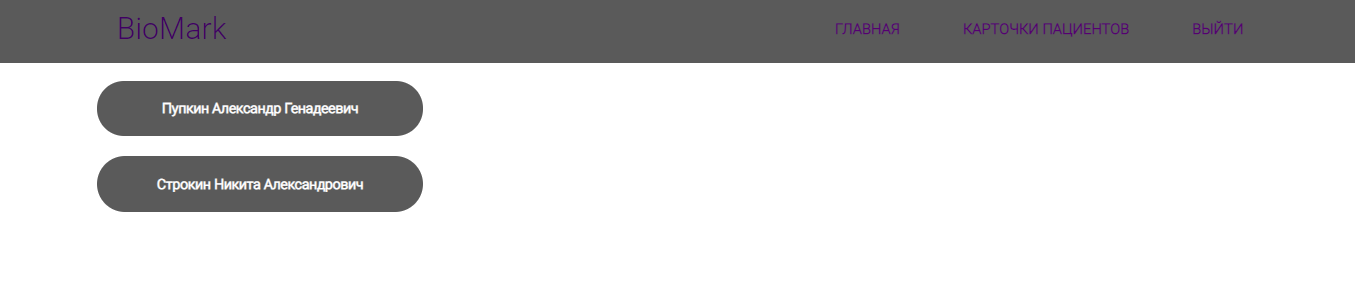 BioMark
ГЛАВНАЯ КАРТОЧКИ ПАЦИЕНТОВ ВЫЙТИ
Пупкин Александр Генадеевич
Строкин Никита Александрович